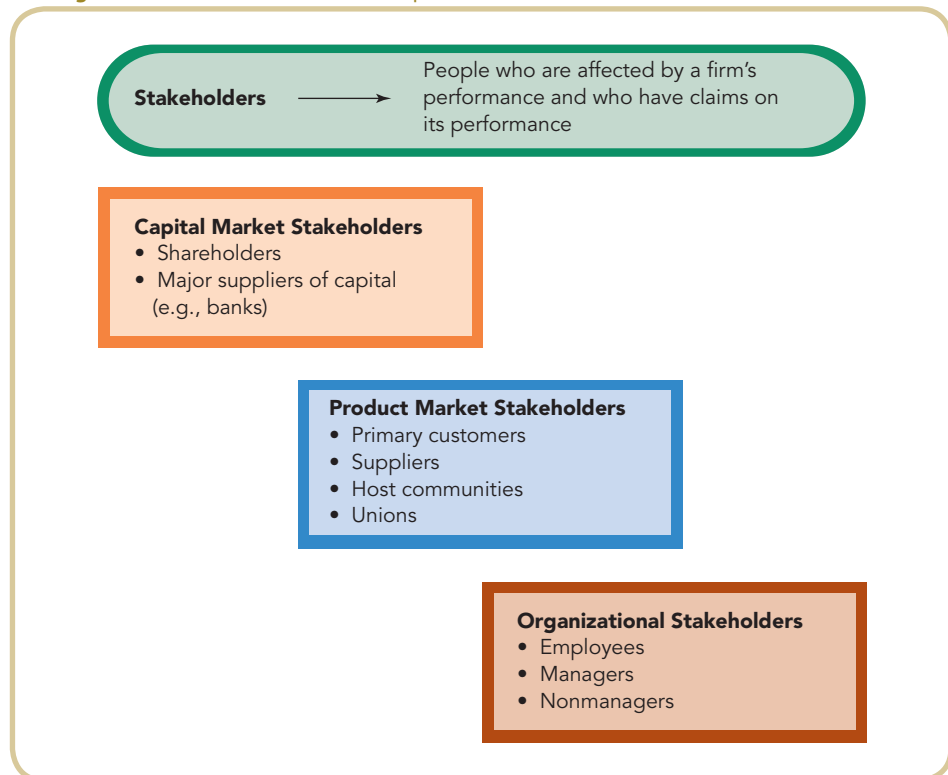 Stakeholders
People who are affected by a firm's
performance and who have claims on
its performance
Capital Market Stakeholders
• Shareholders
• Major suppliers of capital
(e.g., banks)
Product Market Stakeholders
• Primary customers
• Suppliers
• Host communities
• Unions
Organizational Stakeholders
• Employees
• Managers
• Nonmanagers